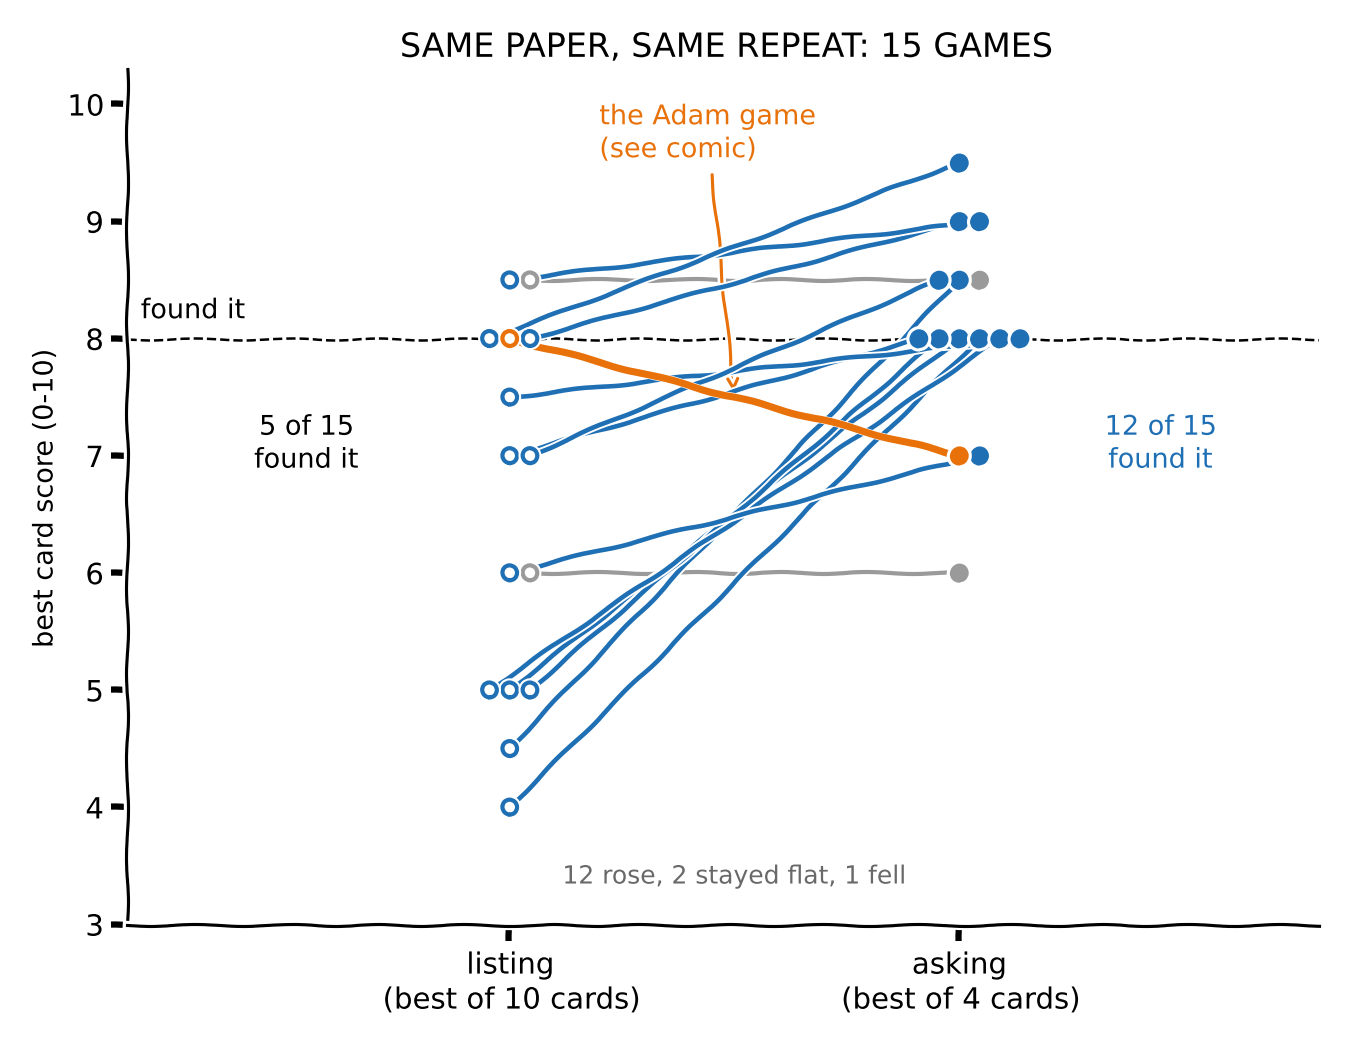 SAME PAPER, SAME REPEAT: 15 GAMES
the Adam game
(see comic)
best card score (0-10)
10
9
8
7
6
5
4
3
found it
5 of 15
found it
12 of 15
found it
12 rose, 2 stayed flat, 1 fell
listing
(best of 10 cards)
asking
(best of 4 cards)